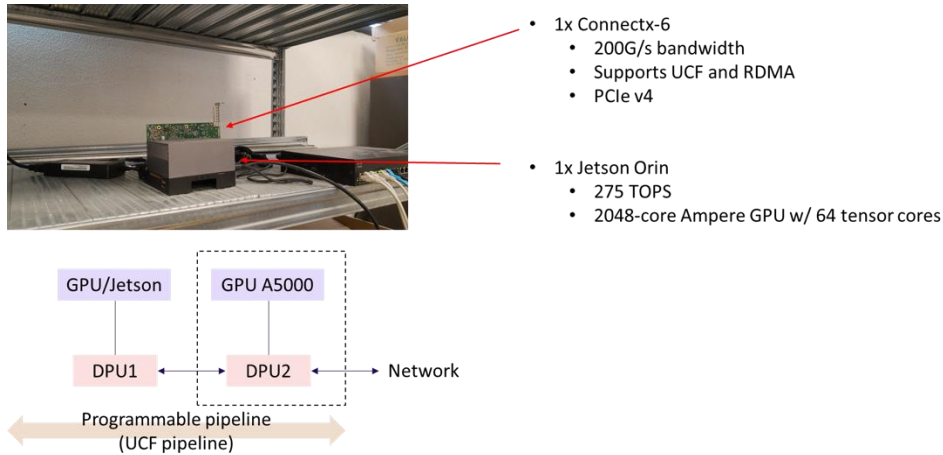 • 1x Connectx-6
• 200G/s bandwidth
• Supports UCF and RDMA
• PCIe v4
• 1x Jetson Orin
• 275 TOPS
• 2048-core Ampere GPU w/ 64 tensor cores
GPU/Jetson
GPU A5000
DPU1
DPU2
Network
Programmable pipeline
(UCF pipeline)